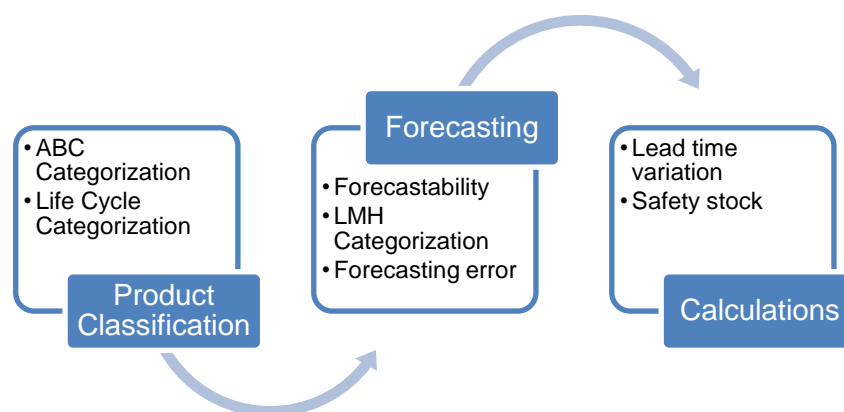 • ABC
Categorization
• Life Cycle
Categorization
Product
Classification
Forecasting
• Forecastability
• LMH
Categorization
• Forecasting error
• Lead time
variation
• Safety stock
Calculations